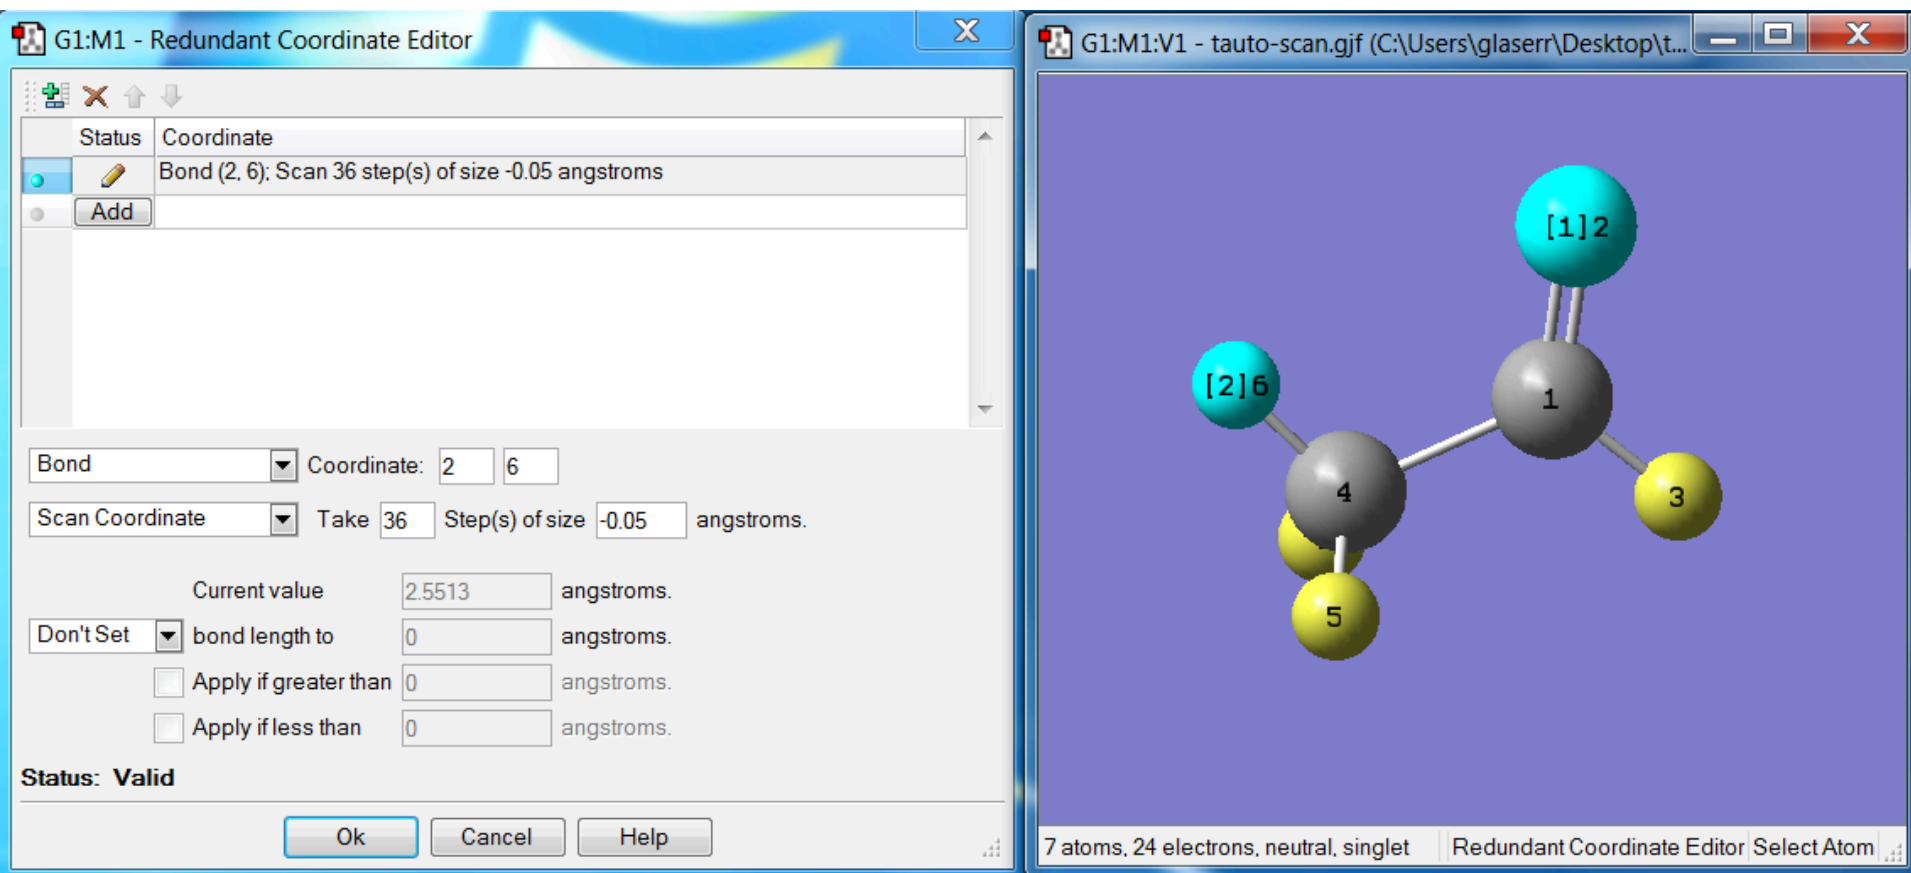 G1:M1 - Redundant Coordinate Editor
Status Coordinate
Bond (2, 6); Scan 36 step(s) of size -0.05 angstroms
Add
Bond Coordinate: 2 6
Scan Coordinate Take 36 Step(s) of size -0.05 angstroms.
Current value 2.5513 angstroms.
Don't Set bond length to 0 angstroms.
Apply if greater than 0 angstroms.
Apply if less than 0 angstroms.
Status: Valid
Ok Cancel Help
G1:M1:V1 - tauto-scan.gjf (C:\Users\glaserr\Desktop\t...
[1]2
[2]6
1
4
3
5
7 atoms, 24 electrons, neutral, singlet Redundant Coordinate Editor Select Atom